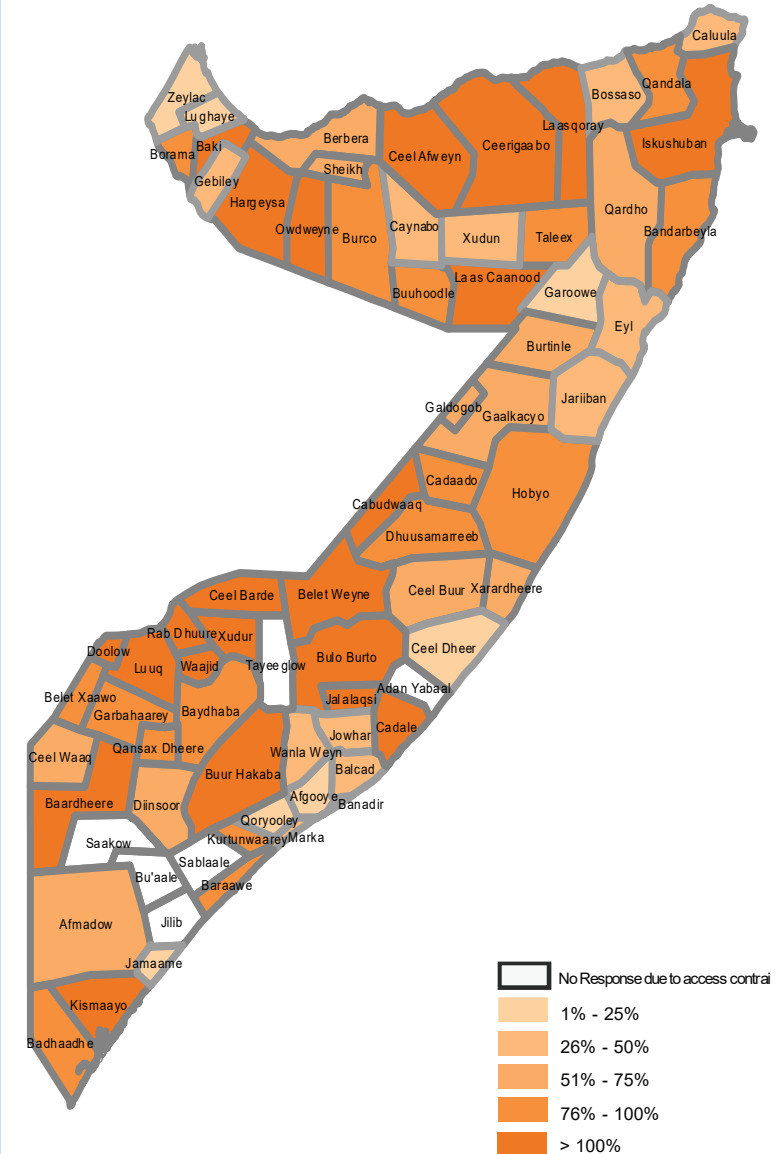 Caluula
Qandala
Bossaso
Zeylac
Lughaye
Laasqoray
Berbera
Baki
Borama
Ceerigaabo
Iskushuban
Ceel Afweyn
Sheikh
Gebiley
Hargeysa
Qardho
Caynabo
Owdweyne
Burco
Xudun
Taleex
Bandarbeyla
Laas Caanood
Buuhoodle
Garoowe
Eyl
Burtinle
Jariiban
Galdogob
Gaalkacyo
Cadaado
Hobyo
Cabudwaaq
Dhuusamarreeb
Ceel Barde
Belet Weyne
Ceel Buur
Xarardheere
Rab Dhuure
Xudur
Ceel Dheer
Doolow
Luuq
Waajid
Tayeeglow
Bulo Burto
Adan Yabaal
Belet Xaawo
Garbahaarey
Baydhaba
Jalalaqsi
Cadale
Jowhar
Qansax Dheere
Wanla Weyn
Ceel Waaq
Buur Hakaba
Balcad
Baardheere
Diinsoor
Afgooye
Banadir
Qoryooley
Kurtunwaarey
Marka
Saakow
Sablaale
Bu'aale
Baraawe
Afmadow
Jilib
Jamaame
Kismaayo
Badhaadhe
No Response due to access contrai
1% - 25%
26% - 50%
51% - 75%
76% - 100%
> 100%